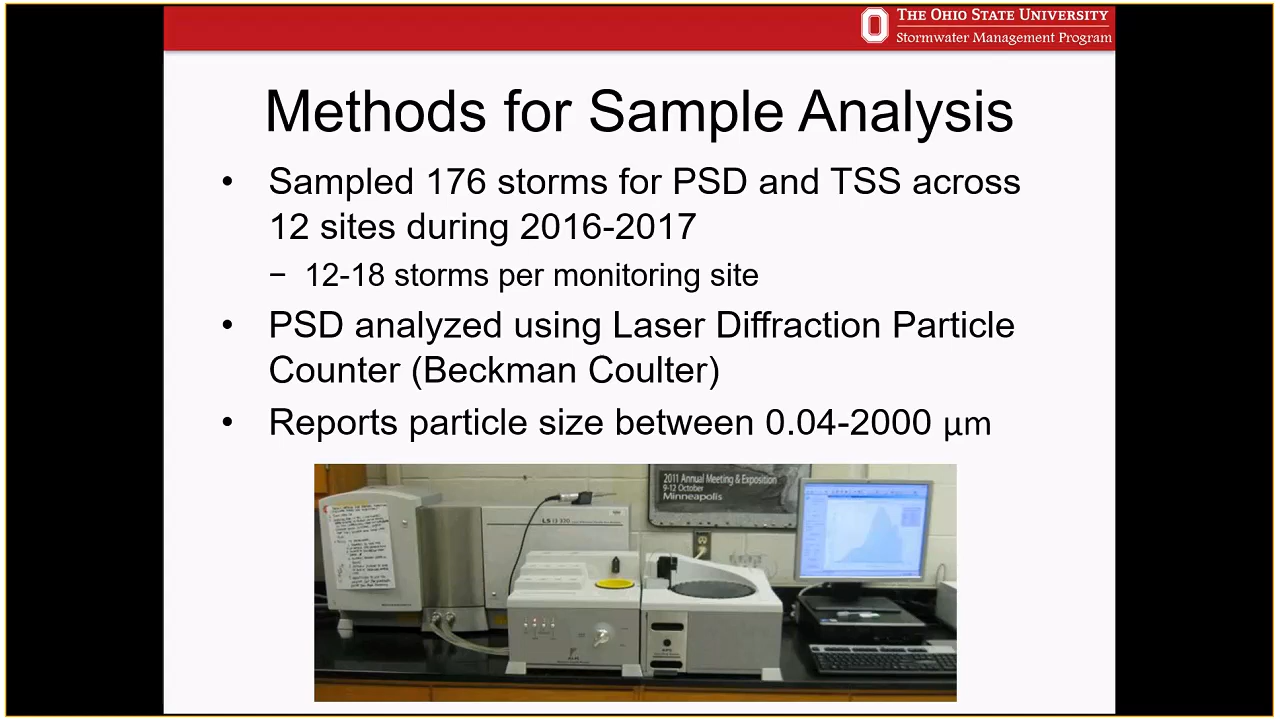 THE OHIO STATE UNIVERSITY
Stormwater Management Program
Methods for Sample Analysis
• Sampled 176 storms for PSD and TSS across
12 sites during 2016-2017
− 12-18 storms per monitoring site
• PSD analyzed using Laser Diffraction Particle
Counter (Beckman Coulter)
• Reports particle size between 0.04-2000 µm
2011 Annual Meeting & Exposition
9-12 October
Minneapolis
LS 13 320